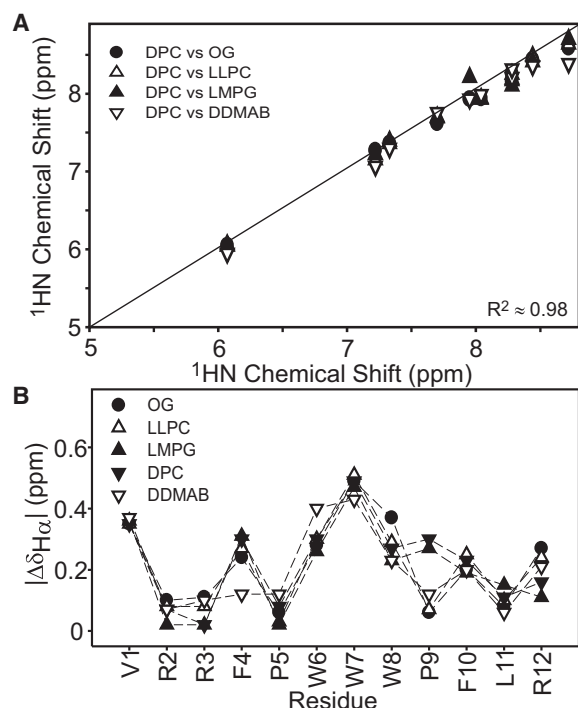 A
¹HN Chemical Shift (ppm)
DPC vs OG
DPC vs LLPC
DPC vs LMPG
DPC vs DDMAB
8
7
6
5
R² ≈ 0.98
5 6 7 8
¹HN Chemical Shift (ppm)
B
|Δδ Hα| (ppm)
OG
LLPC
LMPG
DPC
DDMAB
0.6
0.4
0.2
0
V1 R2 R3 F4 P5 W6 W7 W8 P9 F10 L11 R12
Residue